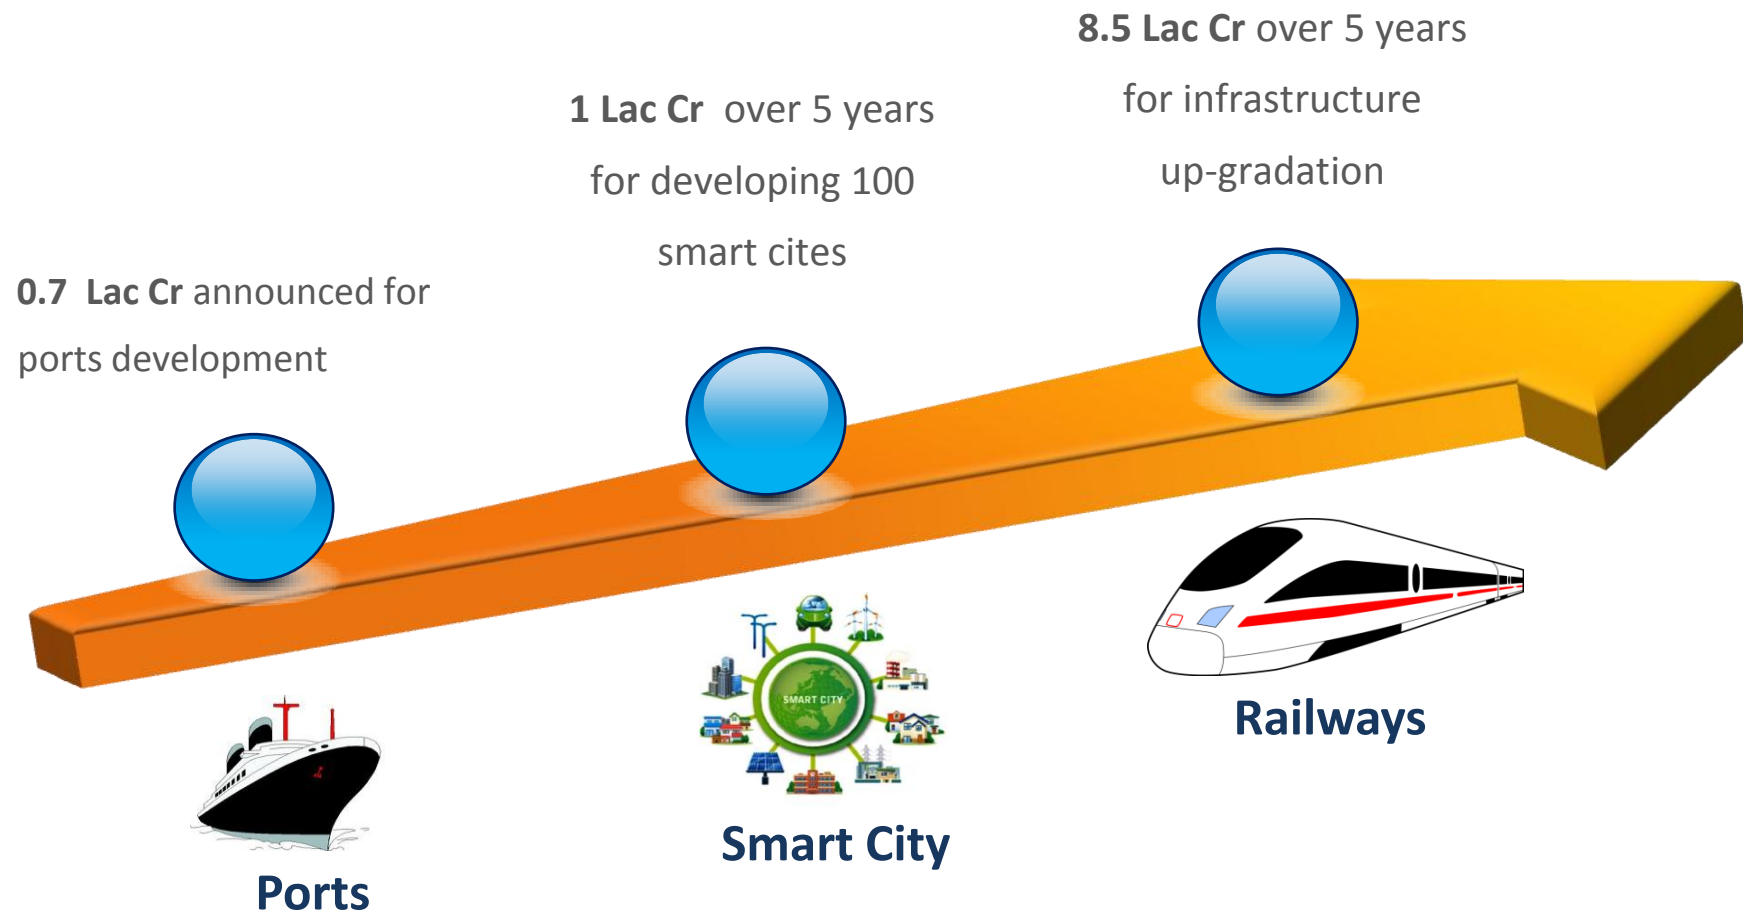 8.5 Lac Cr over 5 years
for infrastructure
up-gradation
1 Lac Cr over 5 years
for developing 100
smart cites
0.7 Lac Cr announced for
ports development
SMART CITY
Railways
Smart City
Ports